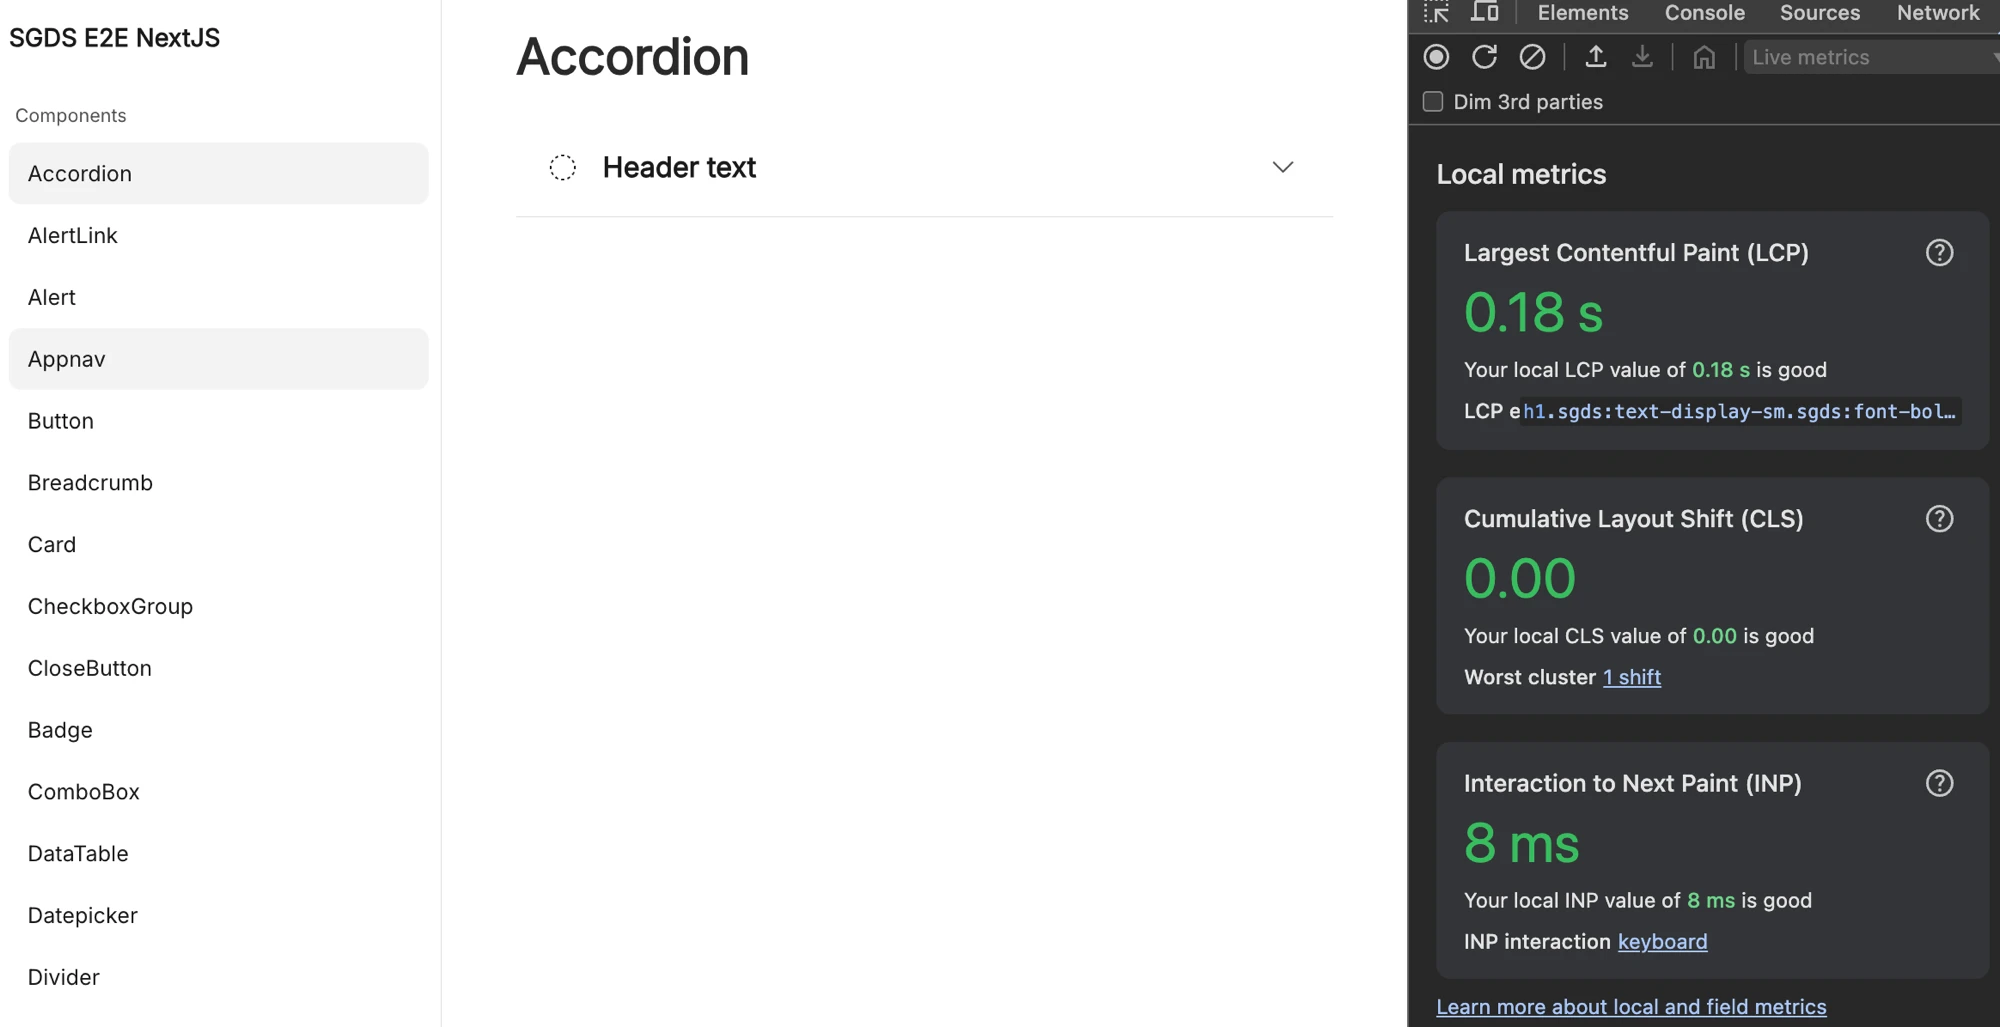 SGDS E2E NextJS
Components
Accordion
AlertLink
Alert
Appnav
Button
Breadcrumb
Card
CheckboxGroup
CloseButton
Badge
ComboBox
DataTable
Datepicker
Divider
Accordion
Header text
Elements Console Sources Network
Live metrics
Dim 3rd parties
Local metrics
Largest Contentful Paint (LCP)
0.18 s
Your local LCP value of 0.18 s is good
LCP e h1.sgds:text-display-sm.sgds:font-bol…
Cumulative Layout Shift (CLS)
0.00
Your local CLS value of 0.00 is good
Worst cluster 1 shift
Interaction to Next Paint (INP)
8 ms
Your local INP value of 8 ms is good
INP interaction keyboard
Learn more about local and field metrics